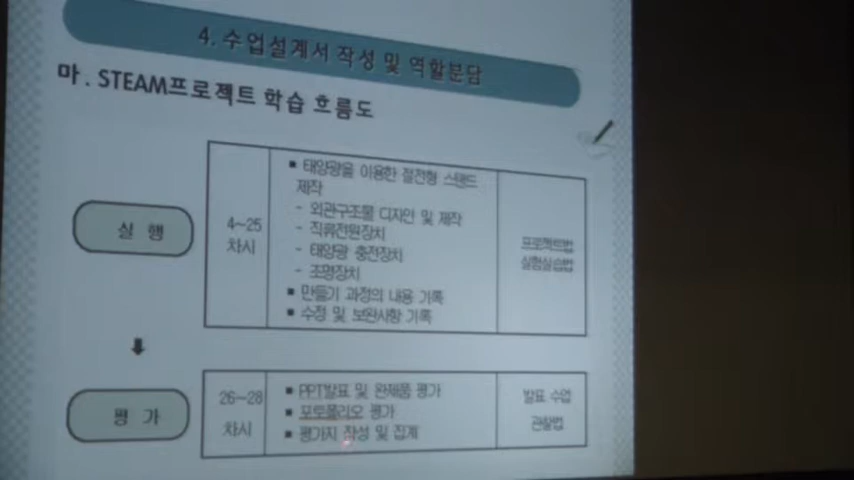 4. 수업설계서 작성 및 역할분담
마. STEAM프로젝트 학습 흐름도
실 행
4~25
차시
▪ 태양광을 이용한 절전형 스탠드
제작
- 외관구조물 디자인 및 제작
- 직류전원장치
- 태양광 충전장치
- 조명장치
▪ 만들기 과정의 내용 기록
▪ 수정 및 보완사항 기록
프로젝트법
실험실습법
평 가
26~28
차시
▪ PPT발표 및 완제품 평가
▪ 포토폴리오 평가
▪ 평가지 작성 및 집계
발표 수업
관찰법